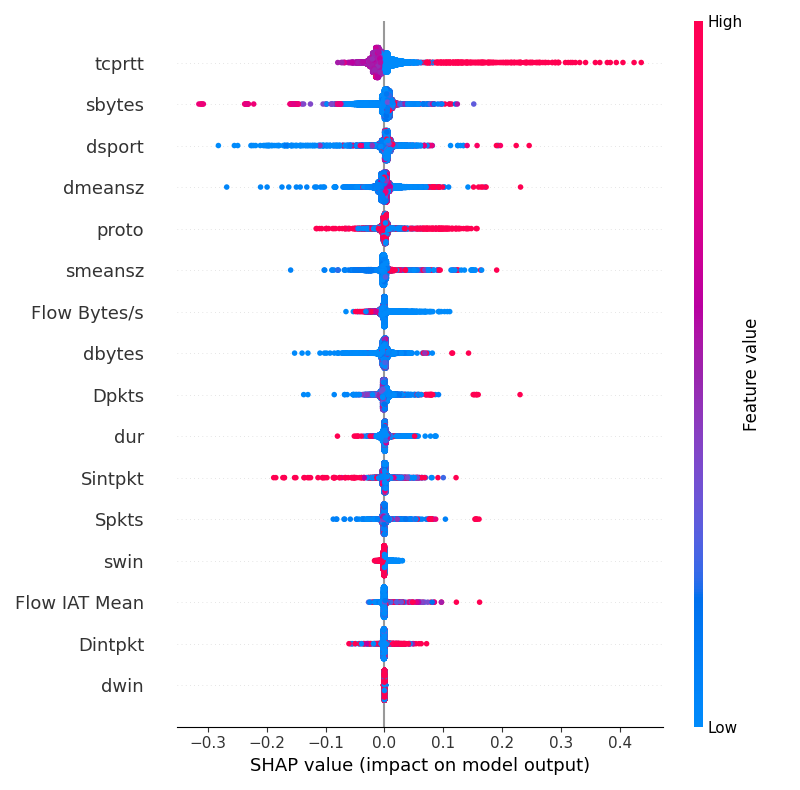 High
tcprtt
sbytes
dsport
dmeansz
proto
smeansz
Flow Bytes/s
dbytes
Dpkts
dur
Sintpkt
Spkts
swin
Flow IAT Mean
Dintpkt
dwin
Feature value
Low
−0.3 −0.2 −0.1 0.0 0.1 0.2 0.3 0.4
SHAP value (impact on model output)